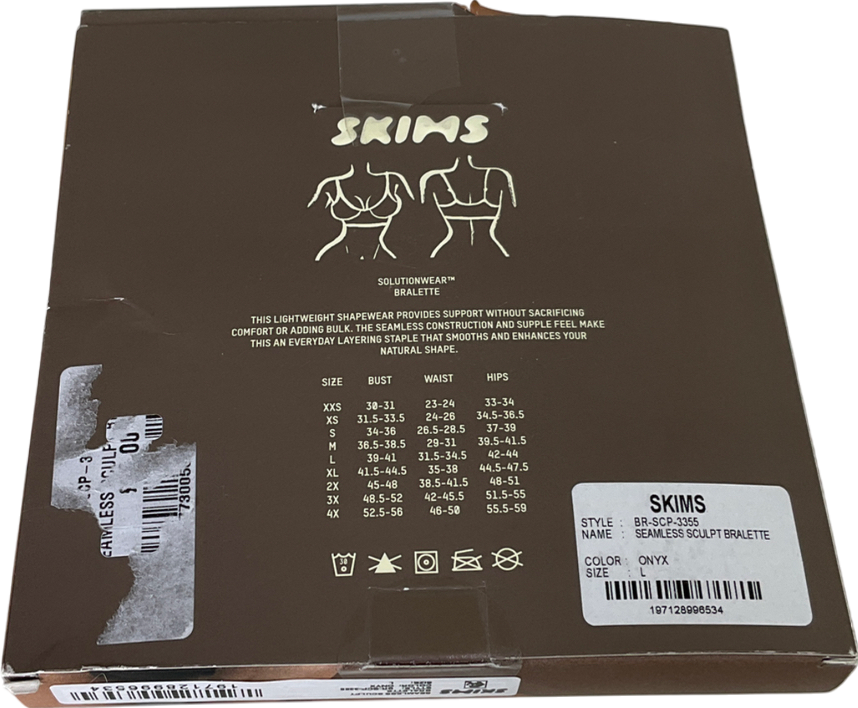 SKIMS
SOLUTIONWEAR™
BRALETTE
THIS LIGHTWEIGHT SHAPEWEAR PROVIDES SUPPORT WITHOUT SACRIFICING
COMFORT OR ADDING BULK. THE SEAMLESS CONSTRUCTION AND SUPPLE FEEL MAKE
THIS AN EVERYDAY LAYERING STAPLE THAT SMOOTHS AND ENHANCES YOUR
NATURAL SHAPE.
SIZE BUST WAIST HIPS
XXS 30-31 23-24 33-34
XS 31.5-33.5 24-26 34.5-36.5
S 34-36 26.5-28.5 37-39
M 36.5-38.5 29-31 39.5-41.5
L 39-41 31.5-34.5 42-44
XL 41.5-44.5 35-38 44.5-47.5
2X 45-48 38.5-41.5 48-51
3X 48.5-52 42-45.5 51.5-55
4X 52.5-56 46-50 55.5-59
30
SKIMS
STYLE : BR-SCP-3355
NAME : SEAMLESS SCULPT BRALETTE
COLOR : ONYX
SIZE : L
197128996534
197128996534
SKIMS